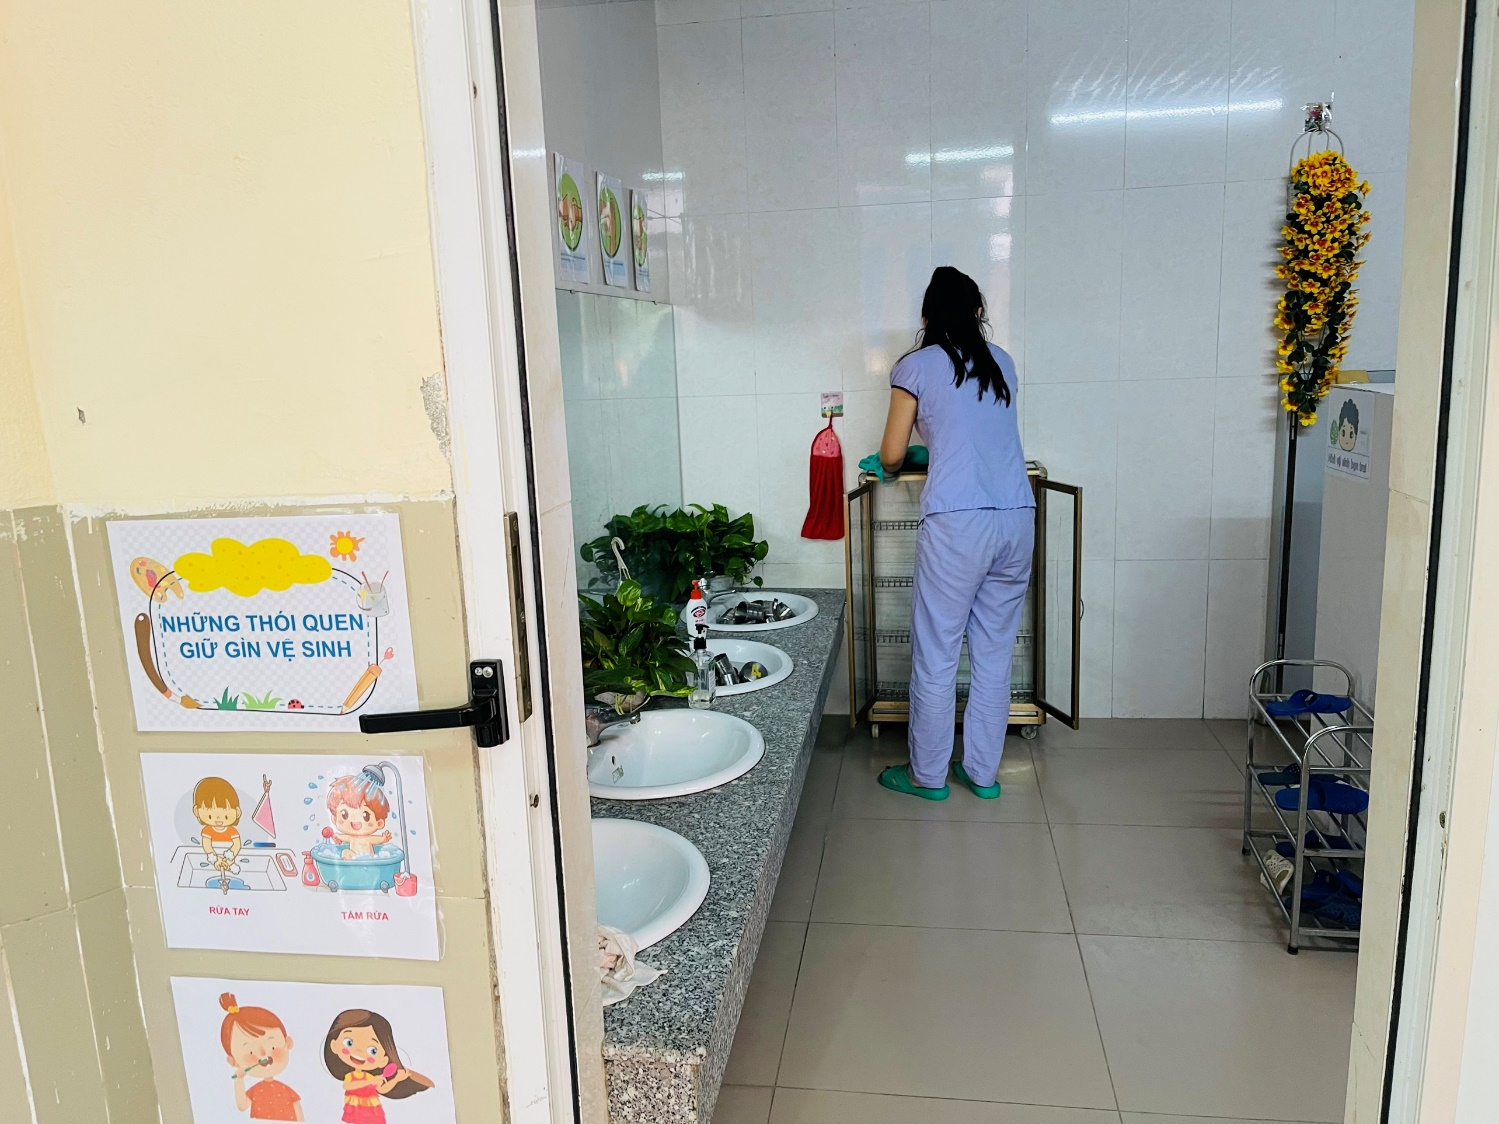 NHỮNG THÓI QUEN
GIỮ GÌN VỆ SINH
RỬA TAY
TẮM RỬA